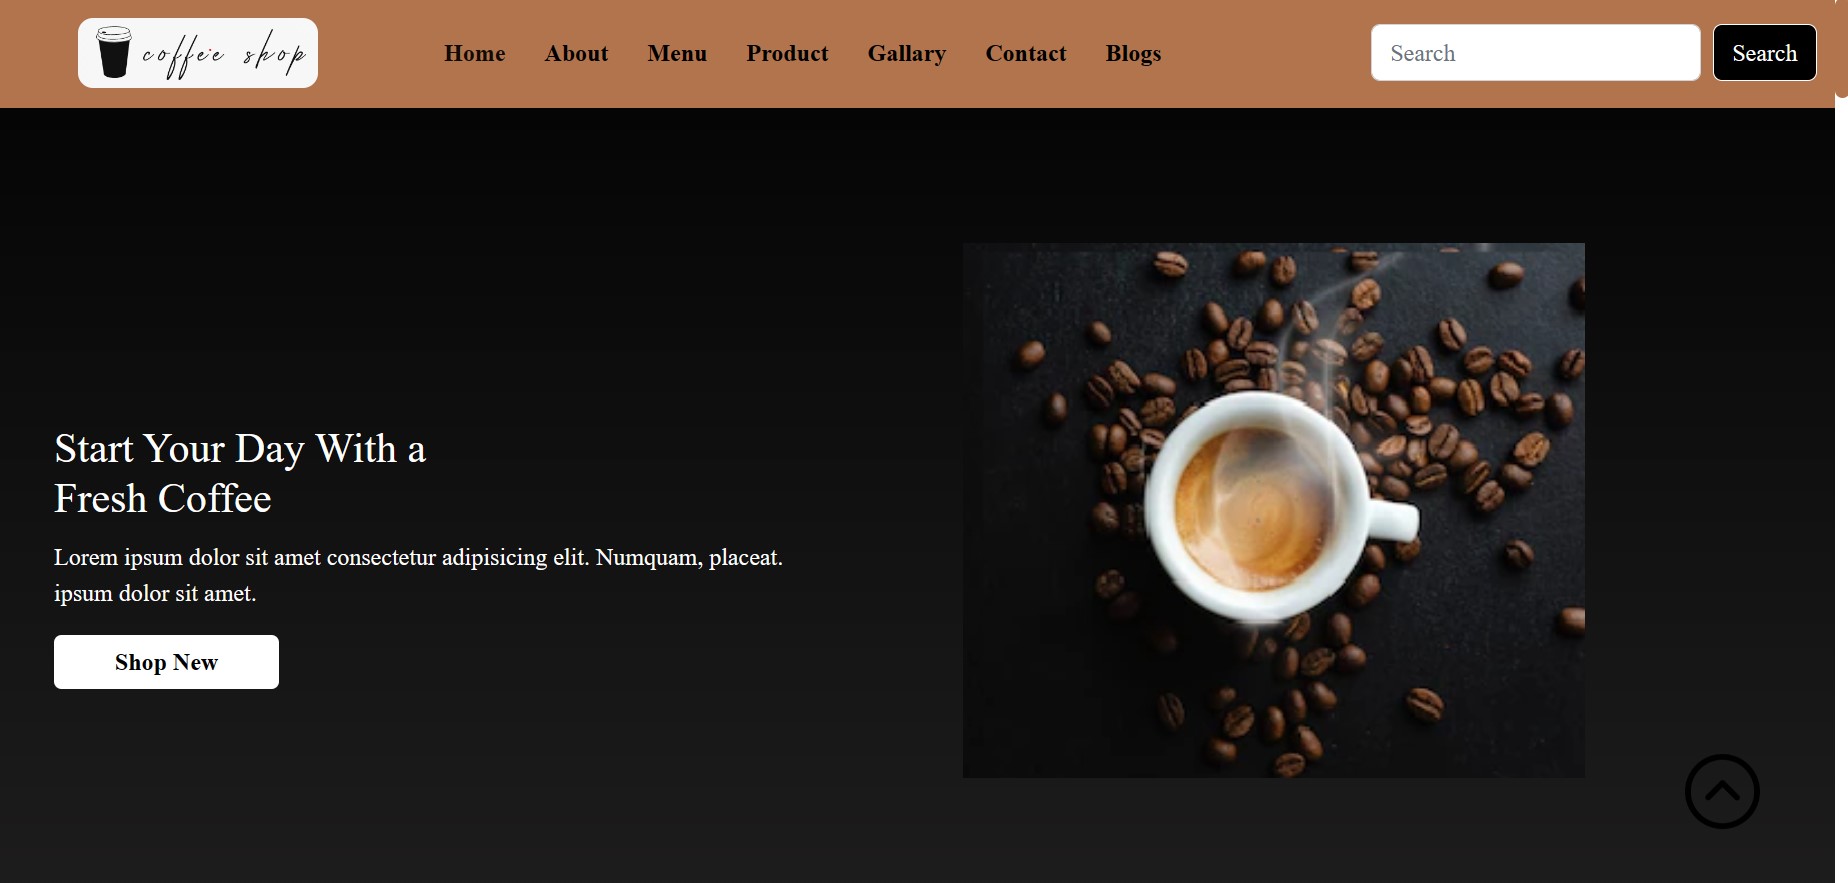 coffee shop
Home About Menu Product Gallary Contact Blogs
Search
Search
Start Your Day With a
Fresh Coffee
Lorem ipsum dolor sit amet consectetur adipisicing elit. Numquam, placeat.
ipsum dolor sit amet.
Shop New